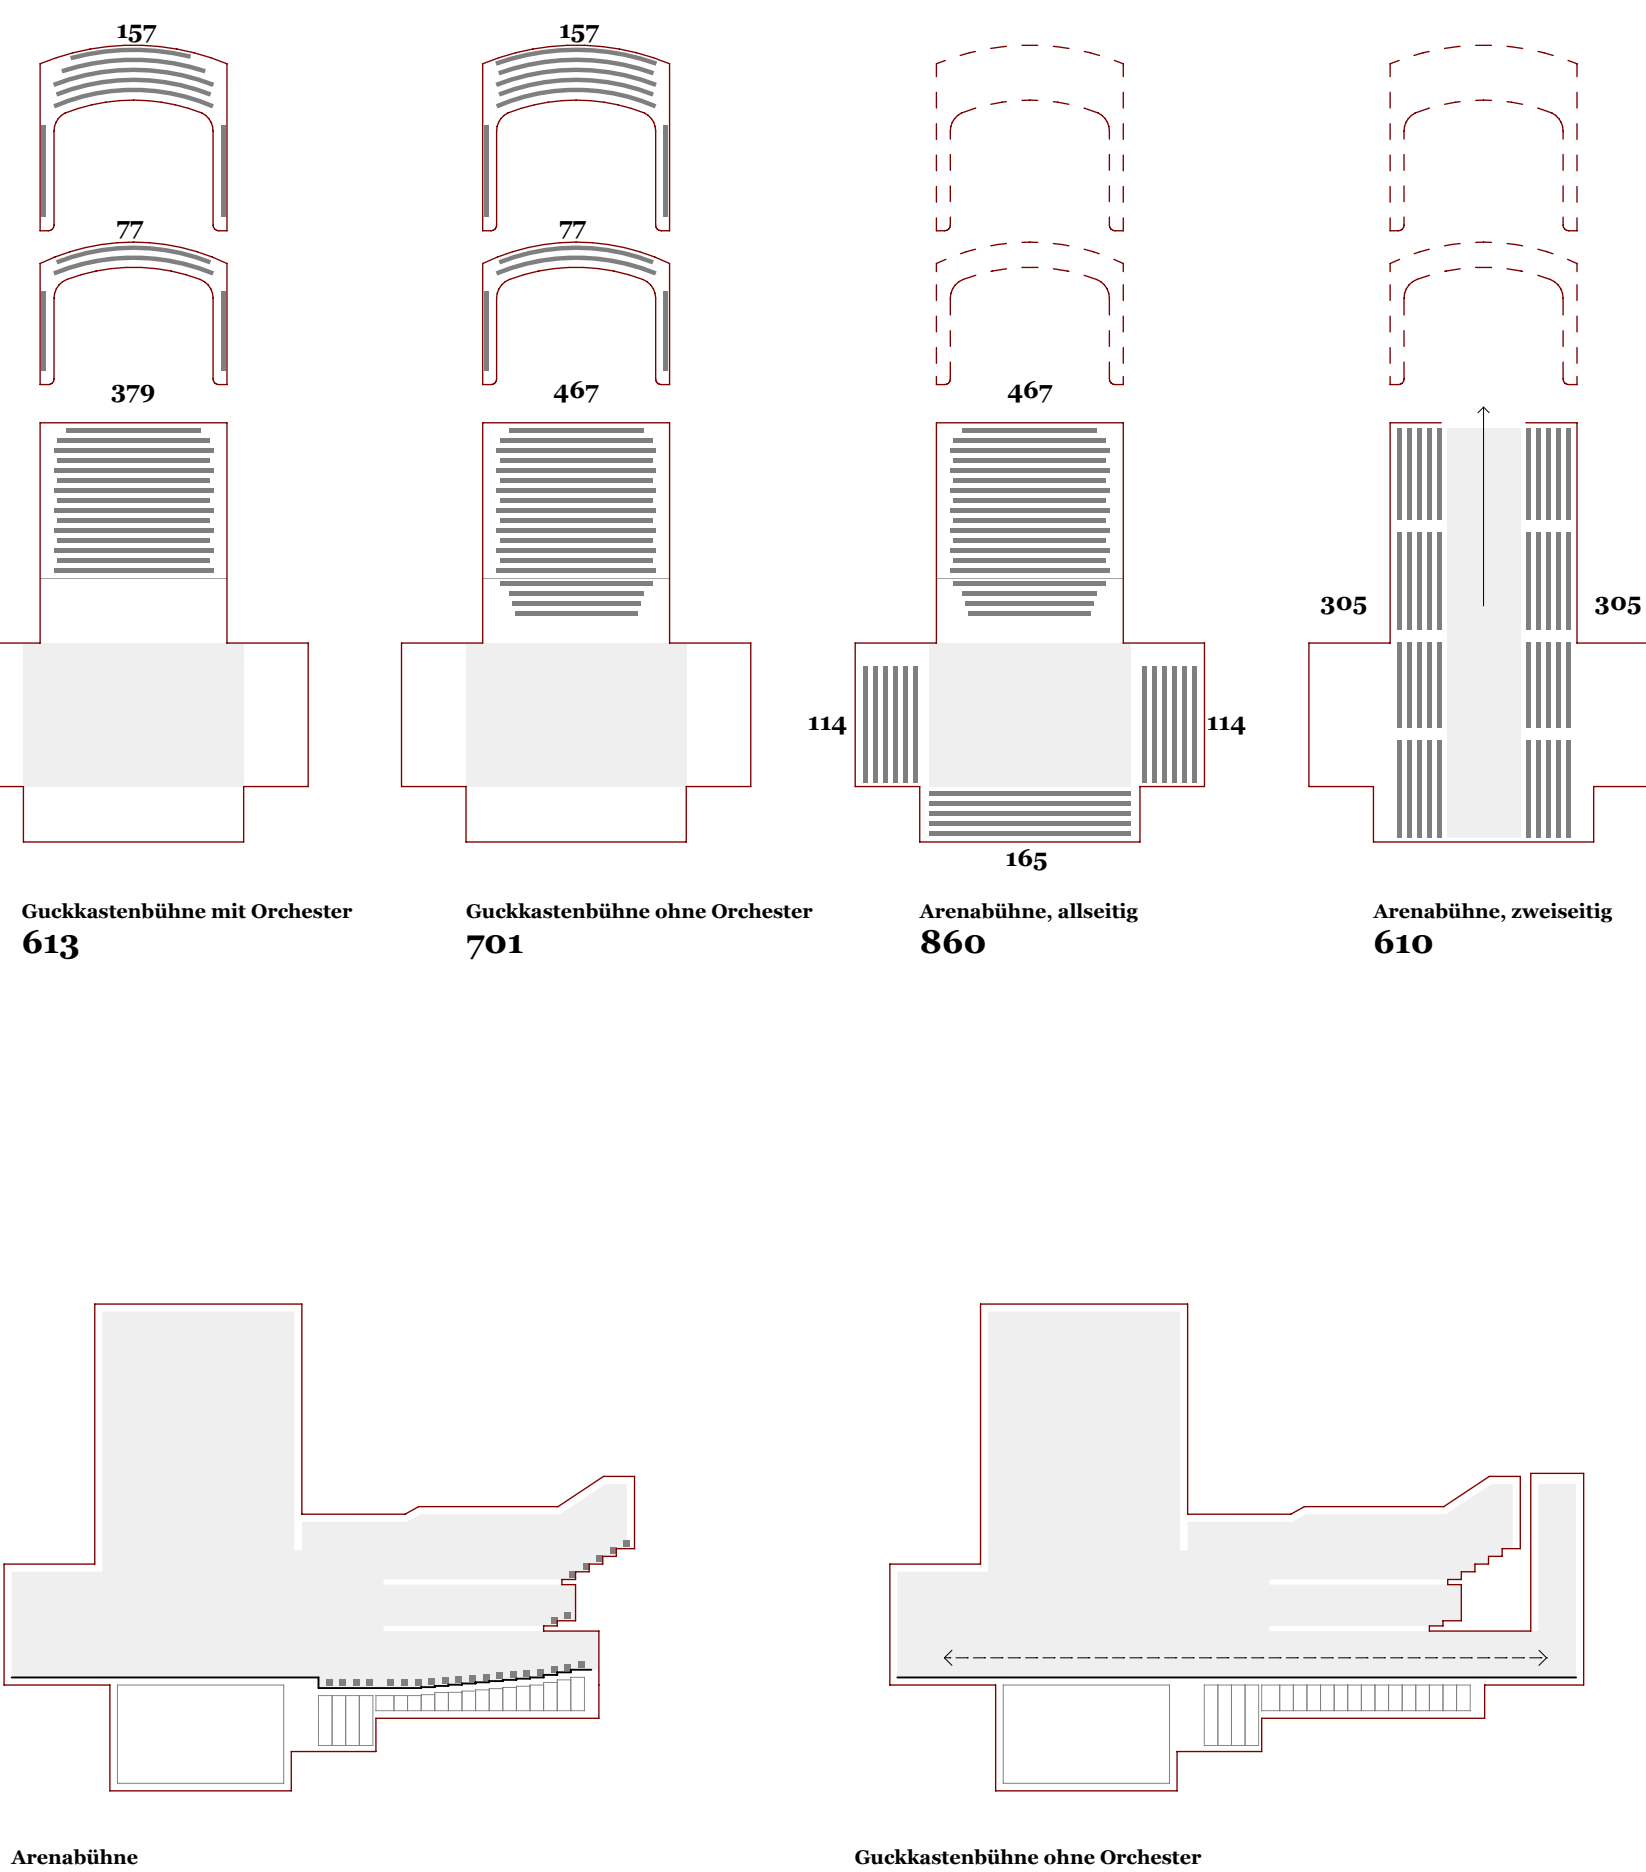 157
157
77
77
379
467
467
305
305
114
114
165
Guckkastenbühne mit Orchester
613
Guckkastenbühne ohne Orchester
701
Arenabühne, allseitig
860
Arenabühne, zweiseitig
610
Arenabühne
Guckkastenbühne ohne Orchester